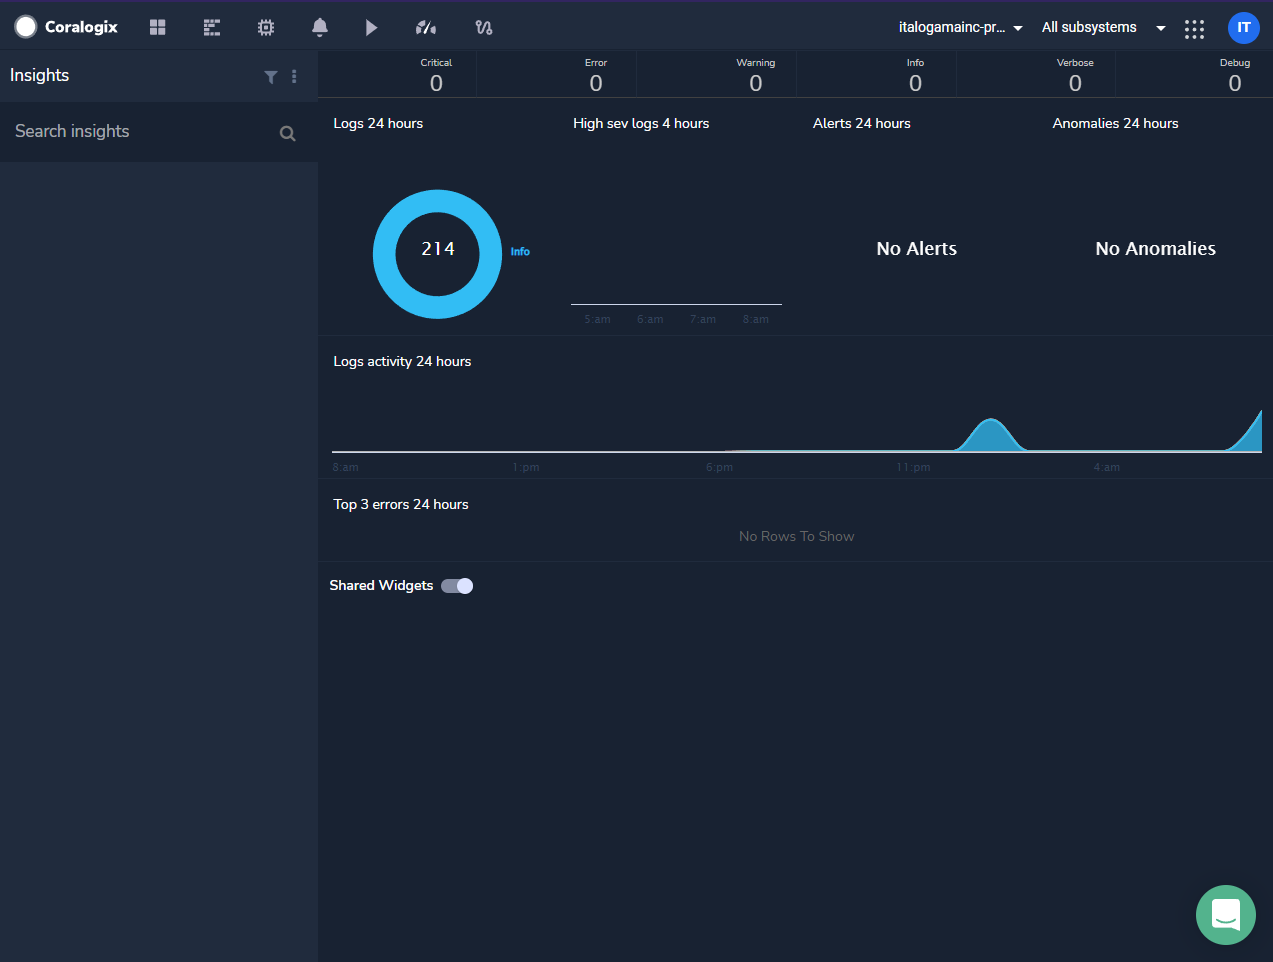 Coralogix
italogamainc-pr...
All subsystems
IT
Insights
Critical
0
Error
0
Warning
0
Info
0
Verbose
0
Debug
0
Search insights
Logs 24 hours
High sev logs 4 hours
Alerts 24 hours
Anomalies 24 hours
214
Info
No Alerts
No Anomalies
5:am 6:am 7:am 8:am
Logs activity 24 hours
8:am 1:pm 6:pm 11:pm 4:am
Top 3 errors 24 hours
No Rows To Show
Shared Widgets